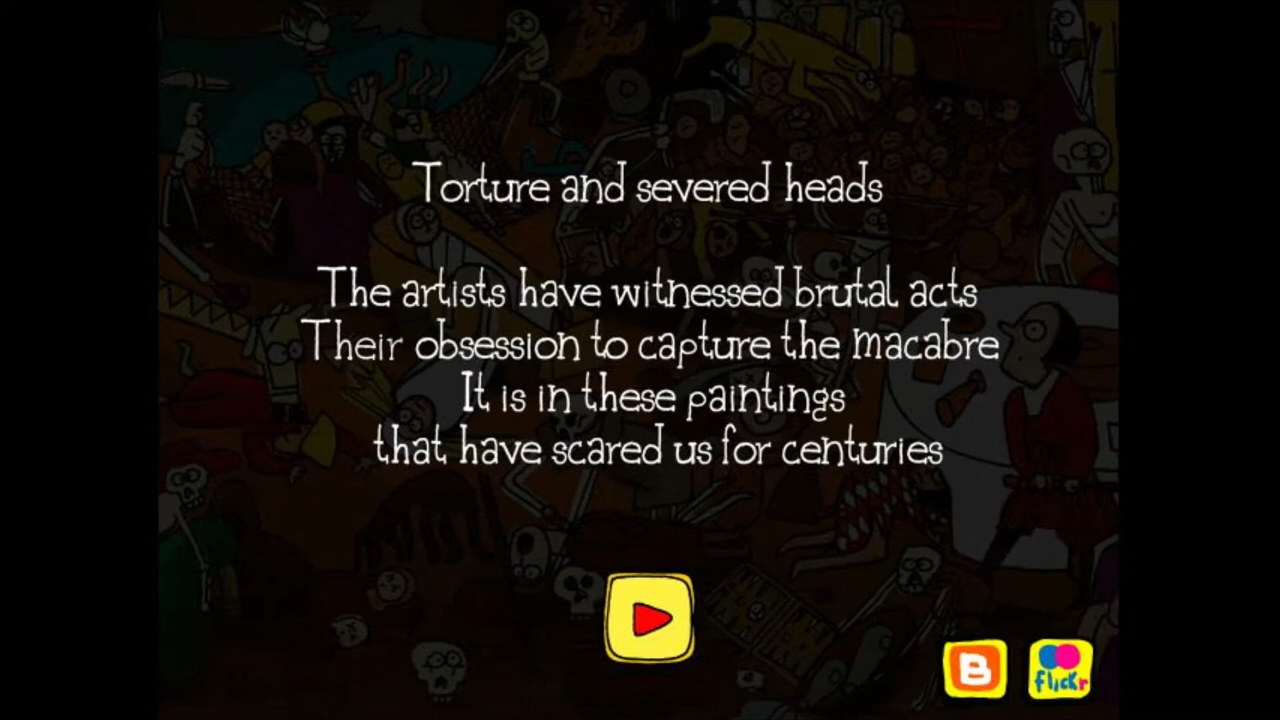 Torture and severed heads
The artists have witnessed brutal acts
Their obsession to capture the macabre
It is in these paintings
that have scared us for centuries
B
flickr